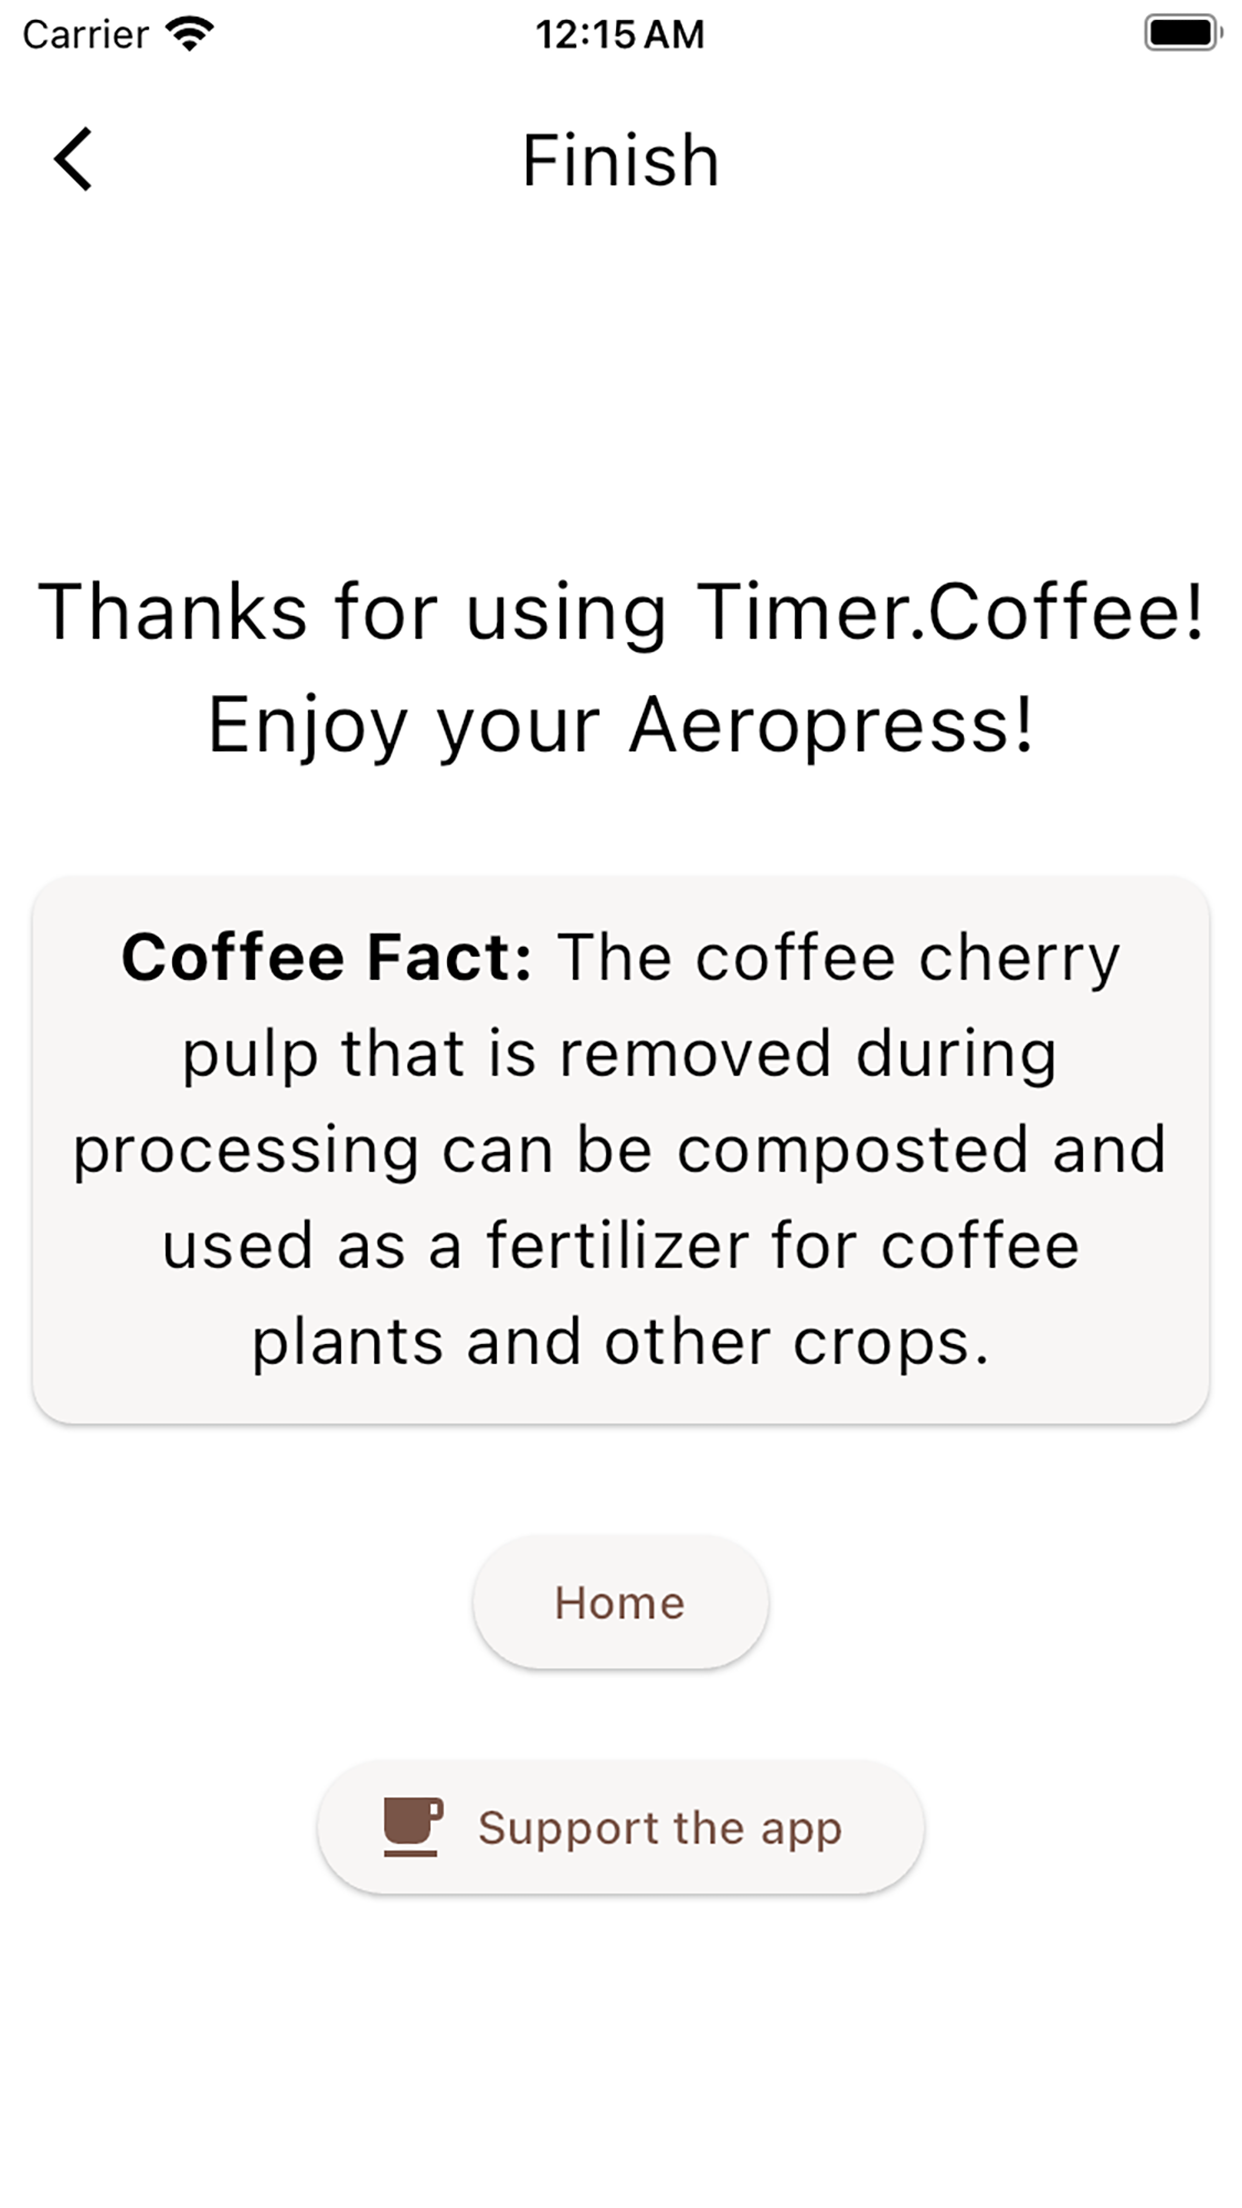 Carrier 12:15 AM
Finish
Thanks for using Timer.Coffee!
Enjoy your Aeropress!
Coffee Fact: The coffee cherry
pulp that is removed during
processing can be composted and
used as a fertilizer for coffee
plants and other crops.
Home
Support the app